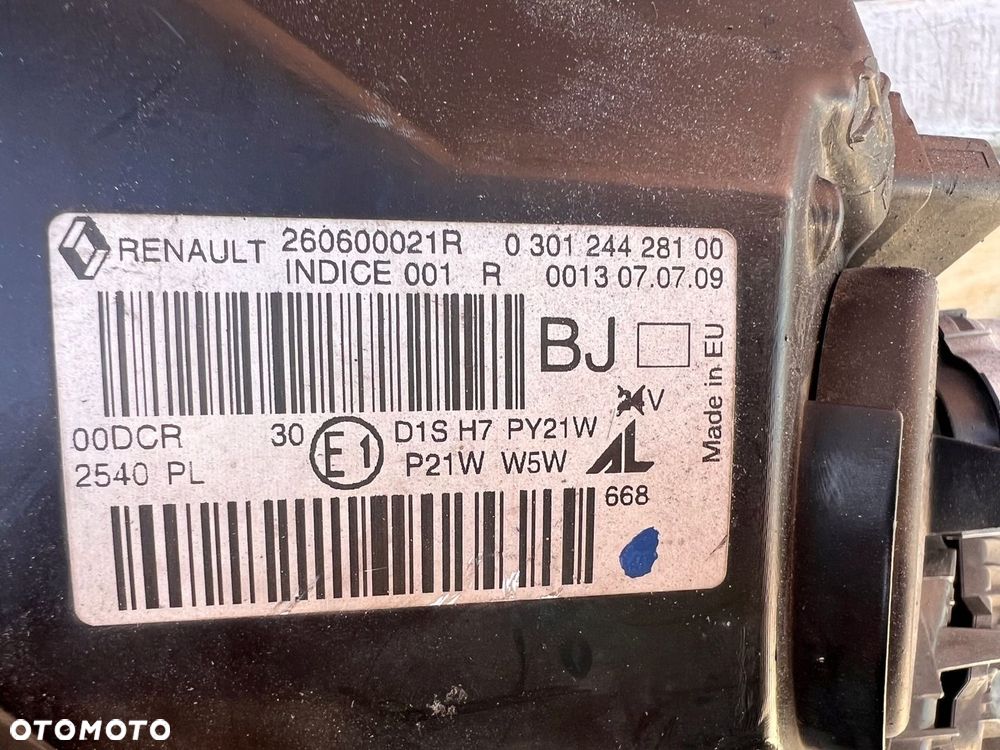 RENAULT 260600021R 0 301 244 281 00
INDICE 001 R 0013 07.07.09
BJ
Made in EU
V
00DCR 30 E1 D1S H7 PY21W
2540 PL P21W W5W AL
668
OTOMOTO